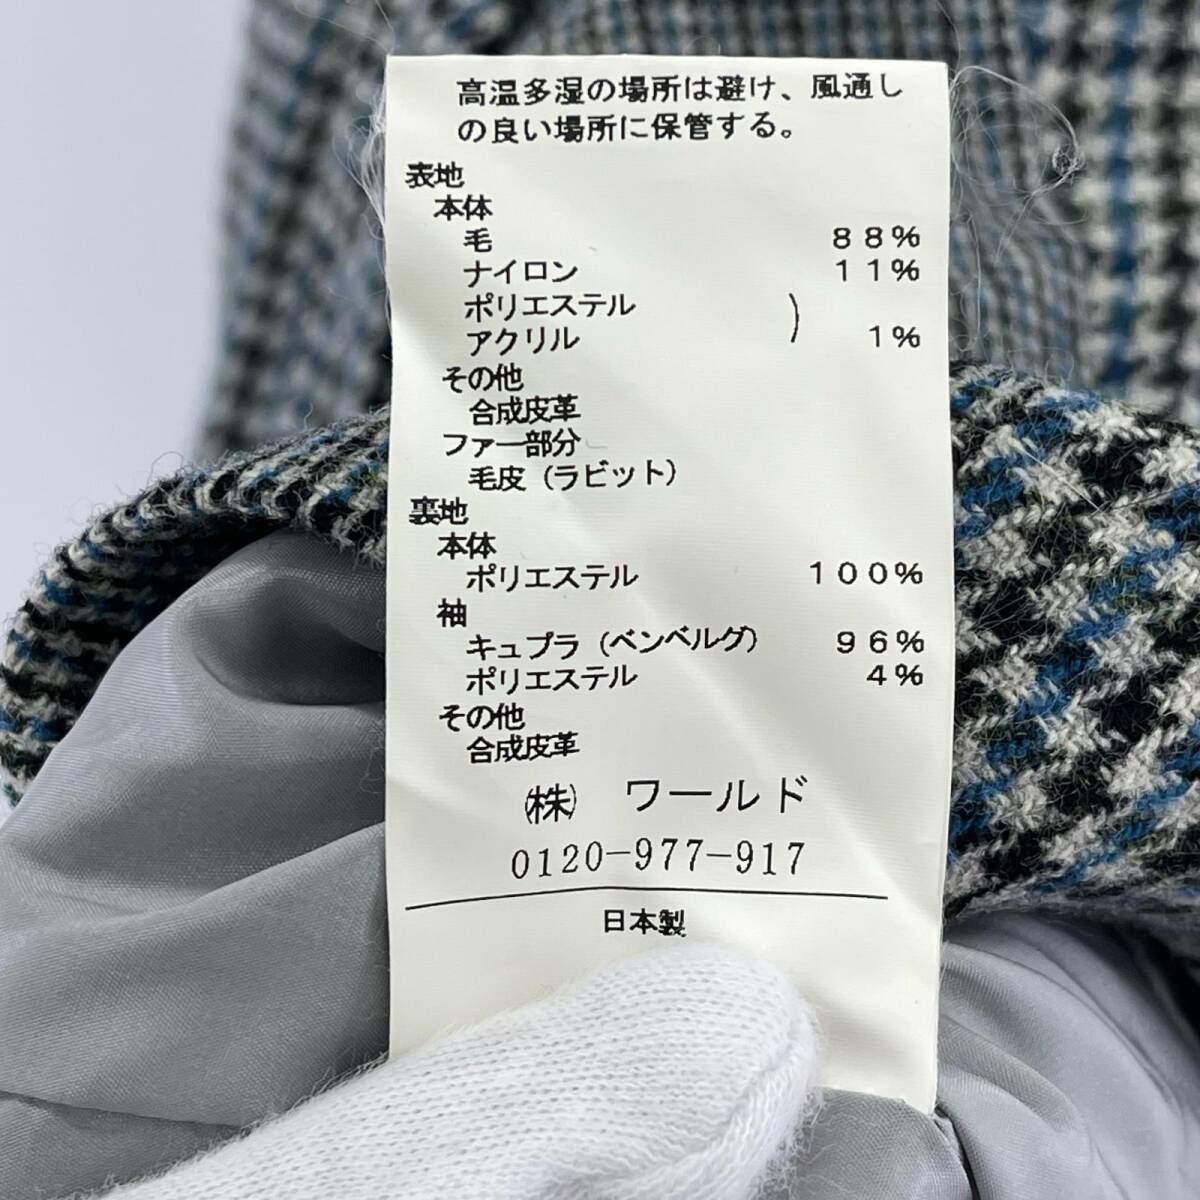 高温多湿の場所は避け、風通し
の良い場所に保管する。
表地
本体
毛 88%
ナイロン 11%
ポリエステル
アクリル ) 1%
その他
合成皮革
ファー部分
毛皮(ラビット)
裏地
本体
ポリエステル 100%
袖
キュプラ(ベンベルグ) 96%
ポリエステル 4%
その他
合成皮革
(株) ワールド
0120-977-917
日本製